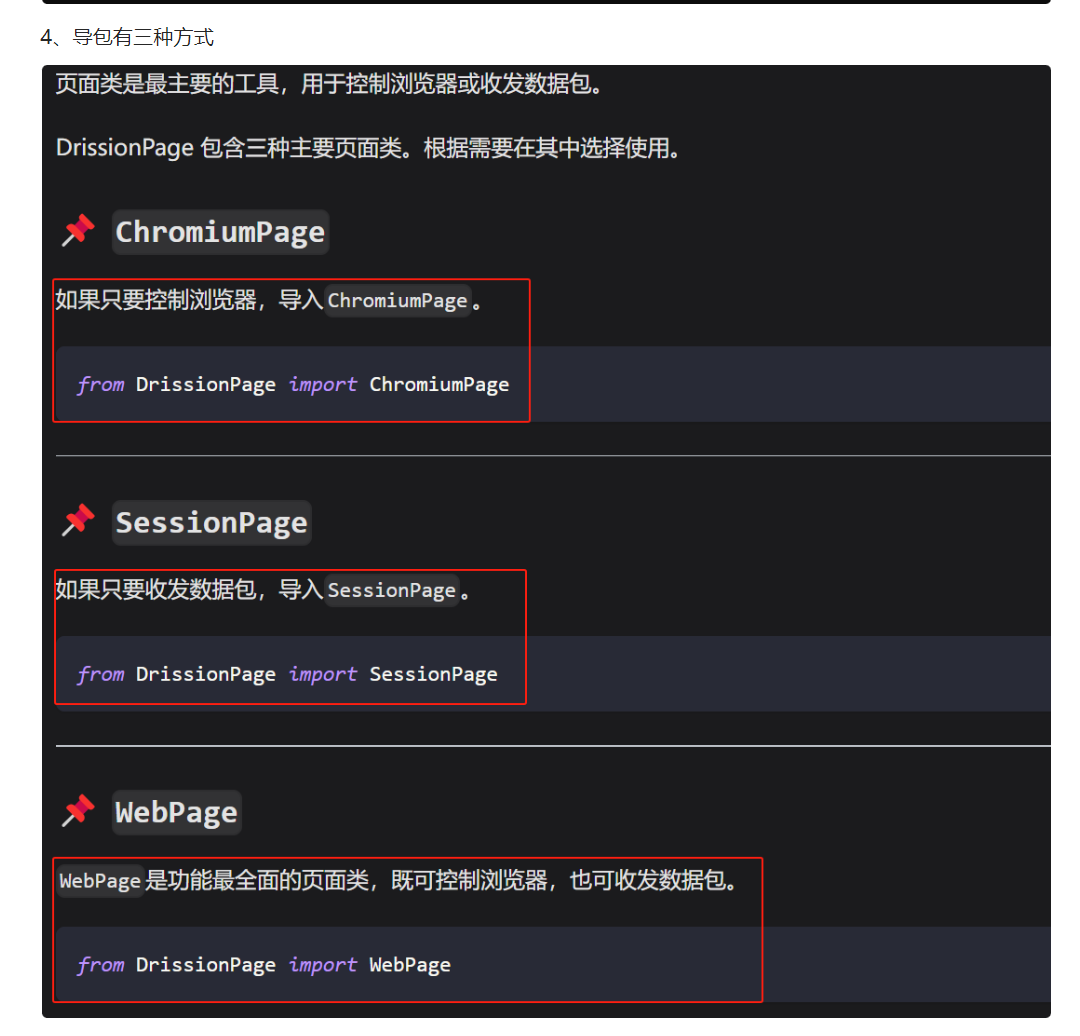 4、导包有三种方式
页面类是最主要的工具，用于控制浏览器或收发数据包。
DrissionPage 包含三种主要页面类。根据需要在其中选择使用。
ChromiumPage
如果只要控制浏览器，导入ChromiumPage。
from DrissionPage import ChromiumPage
SessionPage
如果只要收发数据包，导入SessionPage。
from DrissionPage import SessionPage
WebPage
WebPage是功能最全面的页面类，既可控制浏览器，也可收发数据包。
from DrissionPage import WebPage